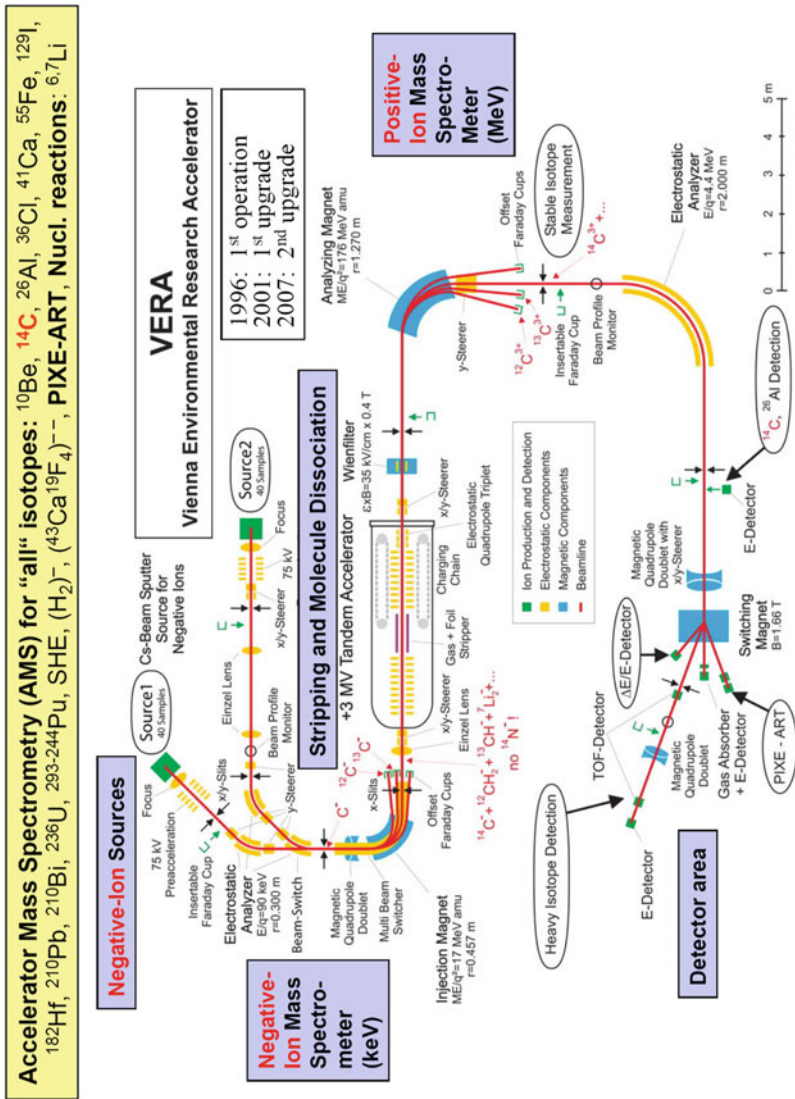 Accelerator Mass Spectrometry (AMS) for “all“ isotopes: ¹⁰Be, ¹⁴C, ²⁶Al, ³⁶Cl, ⁴¹Ca, ⁵⁵Fe, ¹²⁹I,
¹⁸²Hf, ²¹⁰Pb, ²¹⁰Bi, ²³⁶U, ²⁹³⁻²⁴⁴Pu, SHE, (H₂)⁻, (⁴³Ca¹⁹F₄)⁻⁻, PIXE-ART, Nucl. reactions: ⁶,⁷Li
Negative-Ion Sources
Source1
40 Samples
Cs-Beam Sputter
Source for
Negative Ions
Source2
40 Samples
VERA
Vienna Environmental Research Accelerator
1996: 1st operation
2001: 1st upgrade
2007: 2nd upgrade
Focus
75 kV
Preacceleration
Insertable
Faraday Cup
x/y-Slits
Einzel Lens
Beam Profile
Monitor
x/y-Steerer
75 kV
Focus
Electrostatic
Analyzer
E/q=90 keV
r=0.300 m
y-Steerer
Beam-Switch
Negative-
Ion Mass
Spectro-
meter
(keV)
C⁻
Magnetic
Quadrupole
Doublet
Multi Beam
Switcher
Injection Magnet
ME/q²=17 MeV amu
r=0.457 m
x-Slits
¹²C⁻
¹³C⁻
Offset
Faraday Cups
¹⁴C⁻+¹²CH₂⁻+¹³CH⁻ ⁷Li₂⁻+...
no ¹⁴N⁻!
x/y-Steerer
Einzel Lens
Stripping and Molecule Dissociation
+3 MV Tandem Accelerator
Gas + Foil
Stripper
Charging
Chain
Electrostatic
Quadrupole Triplet
x/y-Steerer
Wienfilter
ExB=35 kV/cm x 0.4 T
Analyzing Magnet
ME/q²=176 MeV amu
r=1.270 m
Positive-
Ion Mass
Spectro-
Meter
(MeV)
y-Steerer
Offset
Faraday Cups
¹²C³⁺
¹³C³⁺
Stable Isotope
Measurement
¹⁴C³⁺+...
Insertable
Faraday Cup
Beam Profile
Monitor
Electrostatic
Analyzer
E/q=4.4 MeV
r=2.000 m
0 1 2 3 4 5 m
Ion Production and Detection
Electrostatic Components
Magnetic Components
Beamline
¹⁴C, ²⁶Al Detection
E-Detector
Magnetic
Quadrupole
Doublet with
x/y-Steerer
Switching
Magnet
B=1.66 T
ΔE/E-Detector
TOF-Detector
Heavy Isotope Detection
E-Detector
Magnetic
Quadrupole
Doublet
Gas Absorber
+ E-Detector
PIXE - ART
Detector area